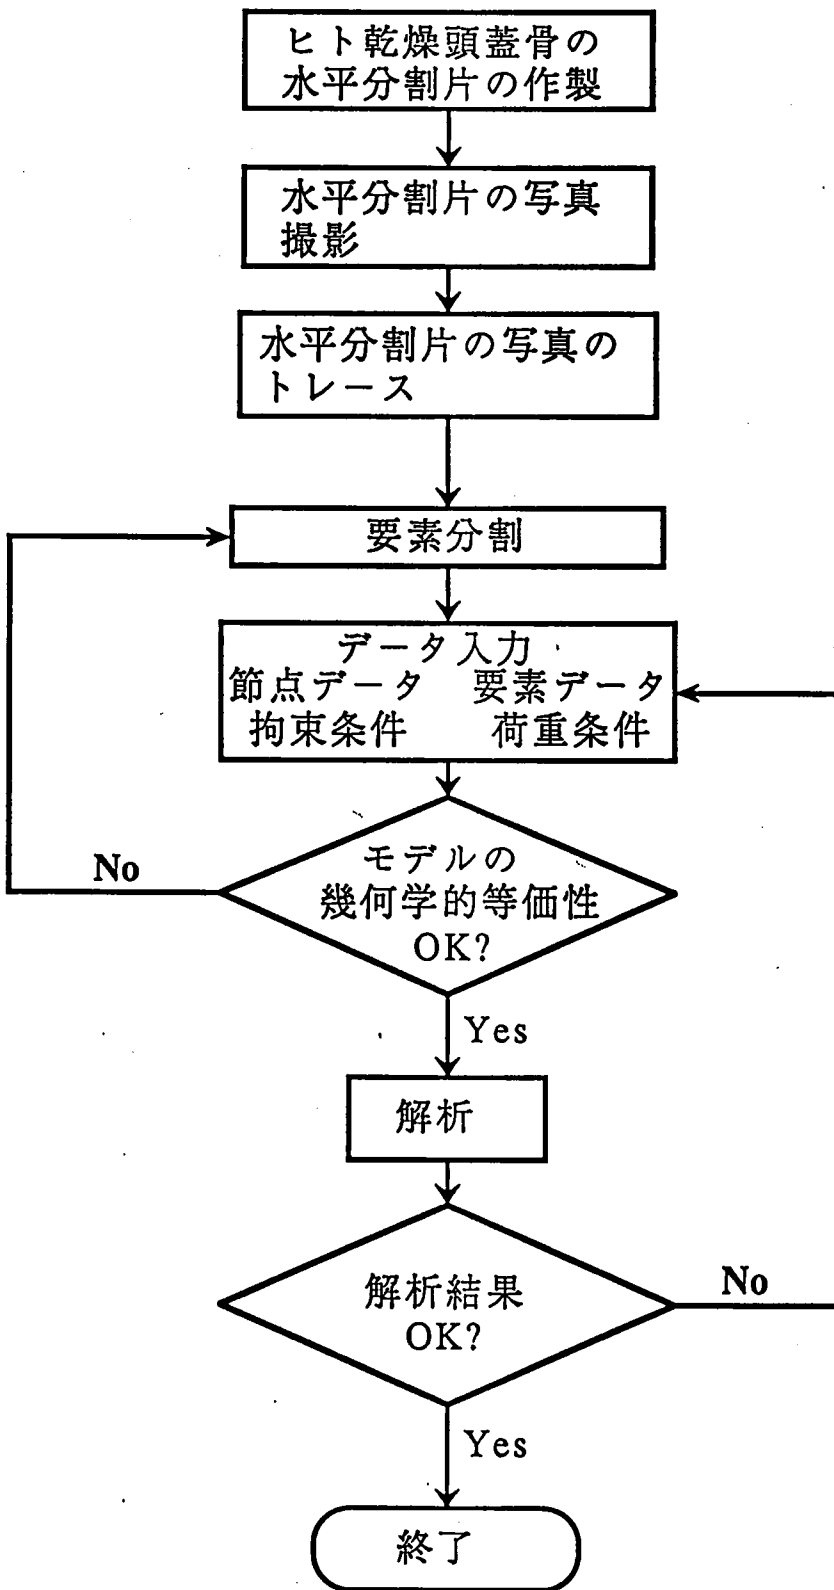 ヒト乾燥頭蓋骨の
水平分割片の作製
水平分割片の写真
撮影
水平分割片の写真の
トレース
要素分割
データ入力
節点データ 要素データ
拘束条件 荷重条件
モデルの
幾何学的等価性
OK?
No
Yes
解析
解析結果
OK?
No
Yes
終了